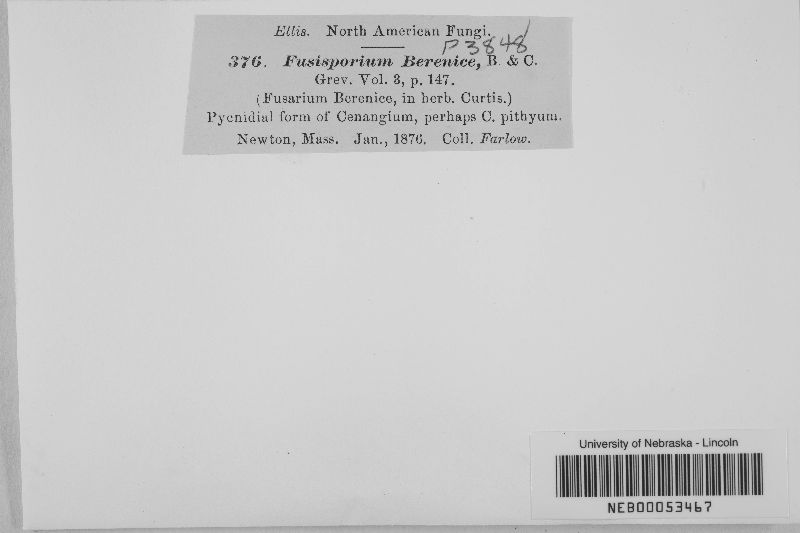 Ellis. North American Fungi.
P3848
376. Fusisporium Berenice, B. & C.
Grev. Vol. 3, p. 147.
(Fusarium Berenice, in herb. Curtis.)
Pycnidial form of Cenangium, perhaps C. pithyum.
Newton, Mass. Jan., 1876. Coll. Farlow.
University of Nebraska - Lincoln
NEB00053467